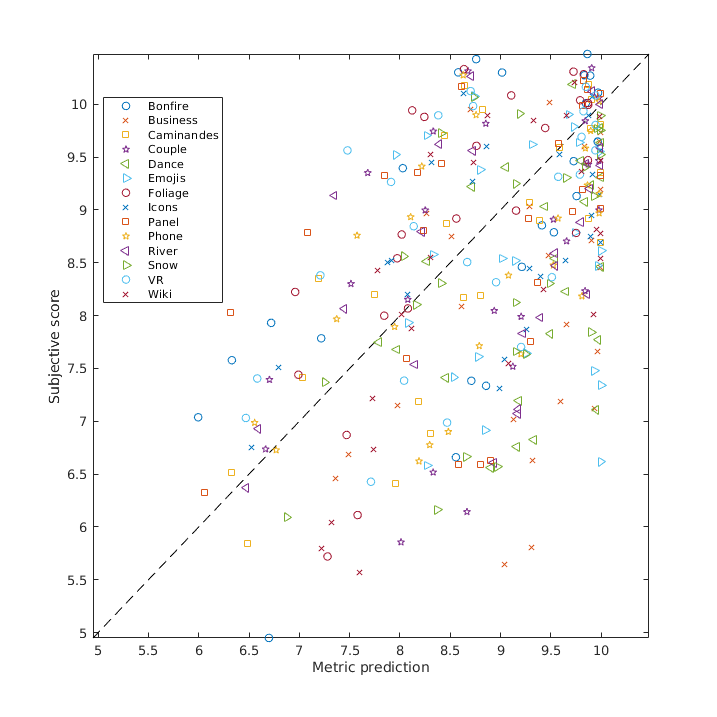 10
9.5
9
8.5
8
7.5
7
6.5
6
5.5
5
Subjective score
Bonfire
Business
Caminandes
Couple
Dance
Emojis
Foliage
Icons
Panel
Phone
River
Snow
VR
Wiki
5 5.5 6 6.5 7 7.5 8 8.5 9 9.5 10
Metric prediction